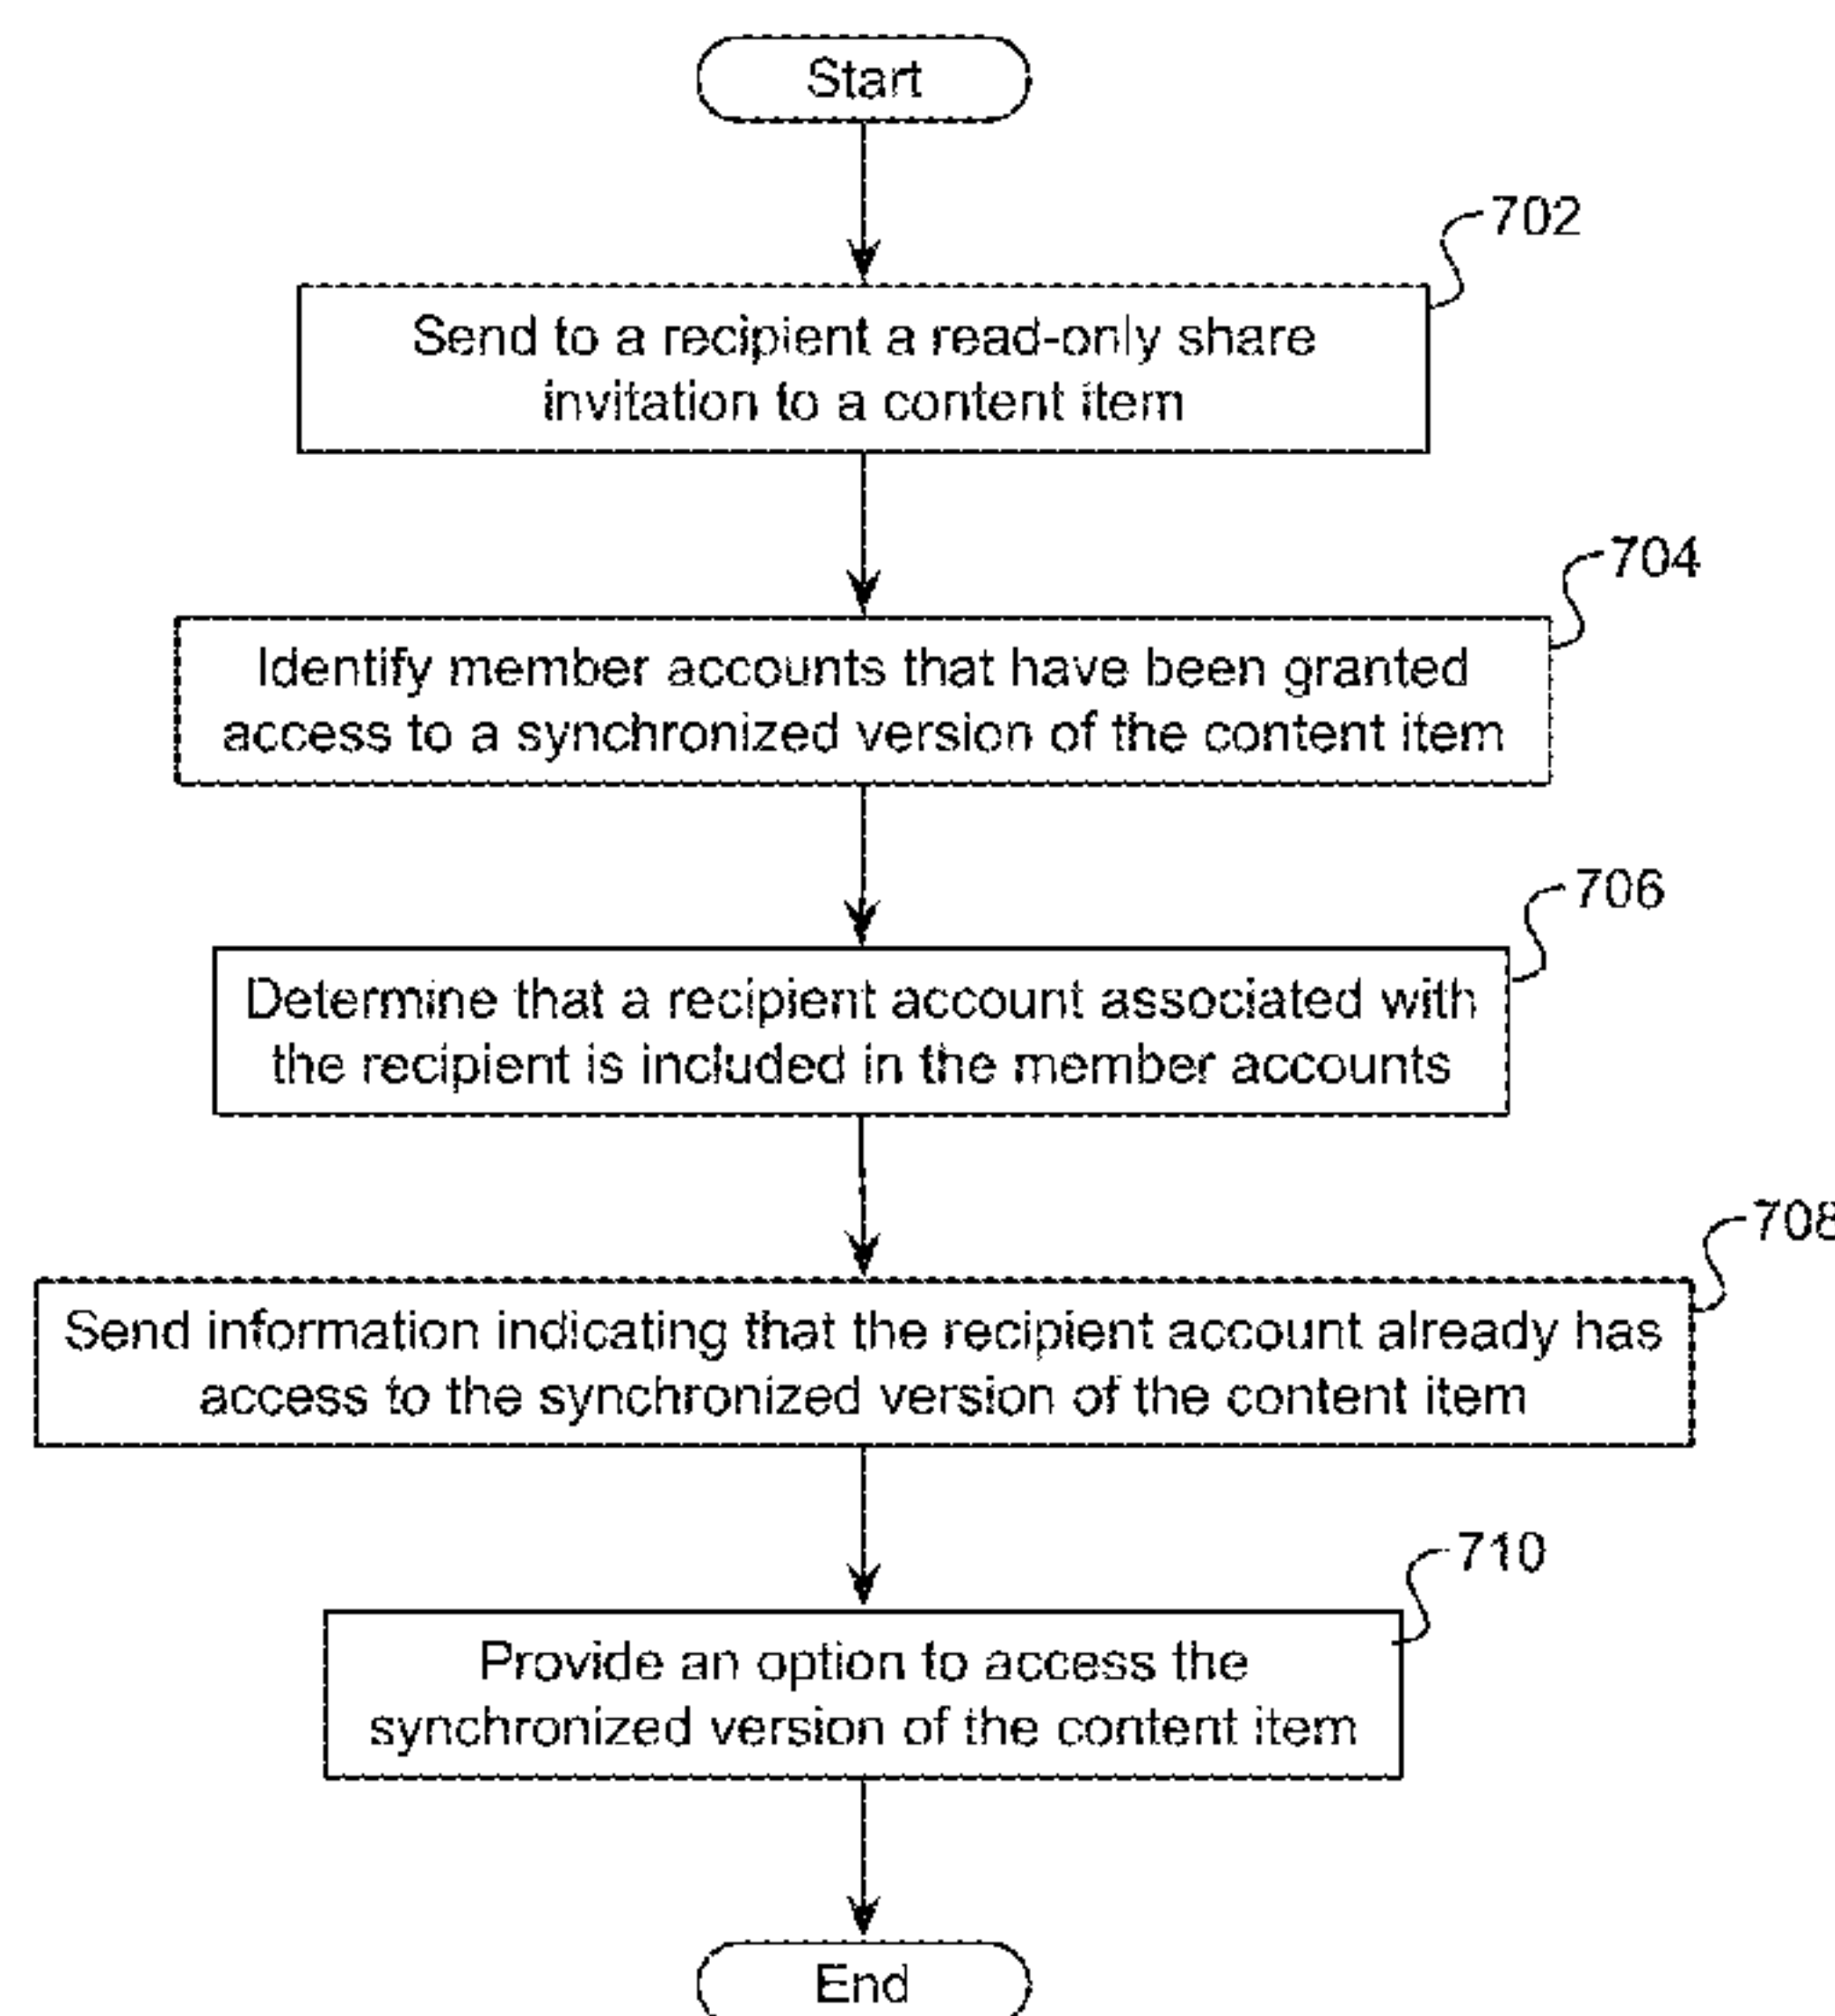 Start
702
Send to a recipient a read-only share
invitation to a content item
704
Identify member accounts that have been granted
access to a synchronized version of the content item
706
Determine that a recipient account associated with
the recipient is included in the member accounts
708
Send information indicating that the recipient account already has
access to the synchronized version of the content item
710
Provide an option to access the
synchronized version of the content item
End